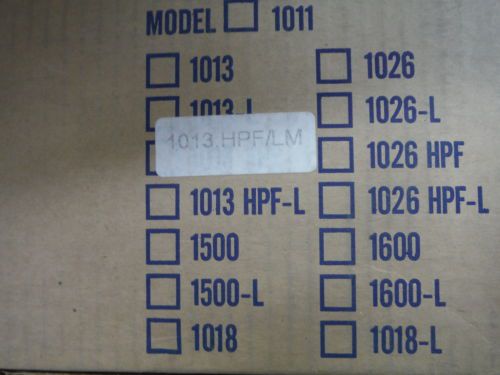 MODEL 1011
1013 1026
1013-L 1026-L
1013.HPF/LM 1026 HPF
1013 HPF-L 1026 HPF-L
1500 1600
1500-L 1600-L
1018 1018-L